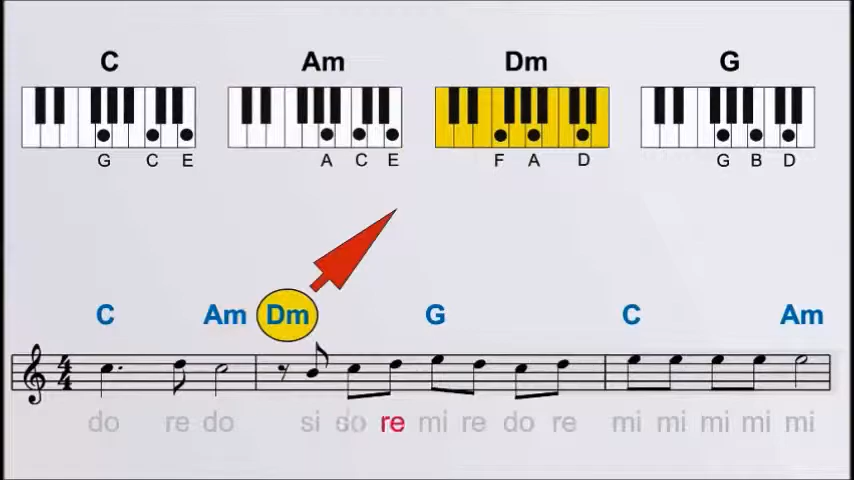 C Am Dm G
G C E A C E F A D G B D
C Am Dm G C Am
4
4
do re do si do re mi re do re mi mi mi mi mi